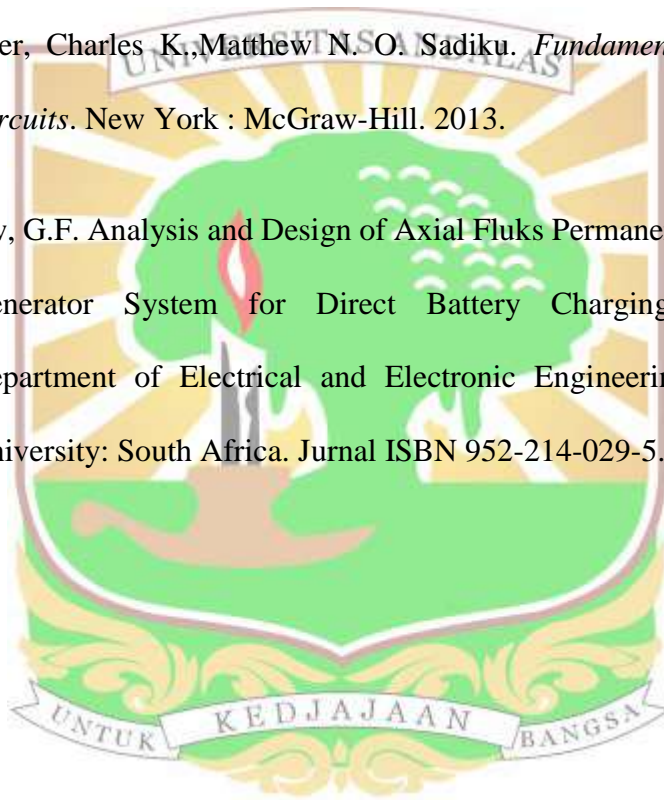 UNIVERSITAS ANDALAS
er, Charles K.,Matthew N. O. Sadiku. Fundamen
rcuits. New York : McGraw-Hill. 2013.
y, G.F. Analysis and Design of Axial Fluks Permane
enerator System for Direct Battery Charging
epartment of Electrical and Electronic Engineerin
niversity: South Africa. Jurnal ISBN 952-214-029-5.
UNTUK KEDJAJAAN BANGSA